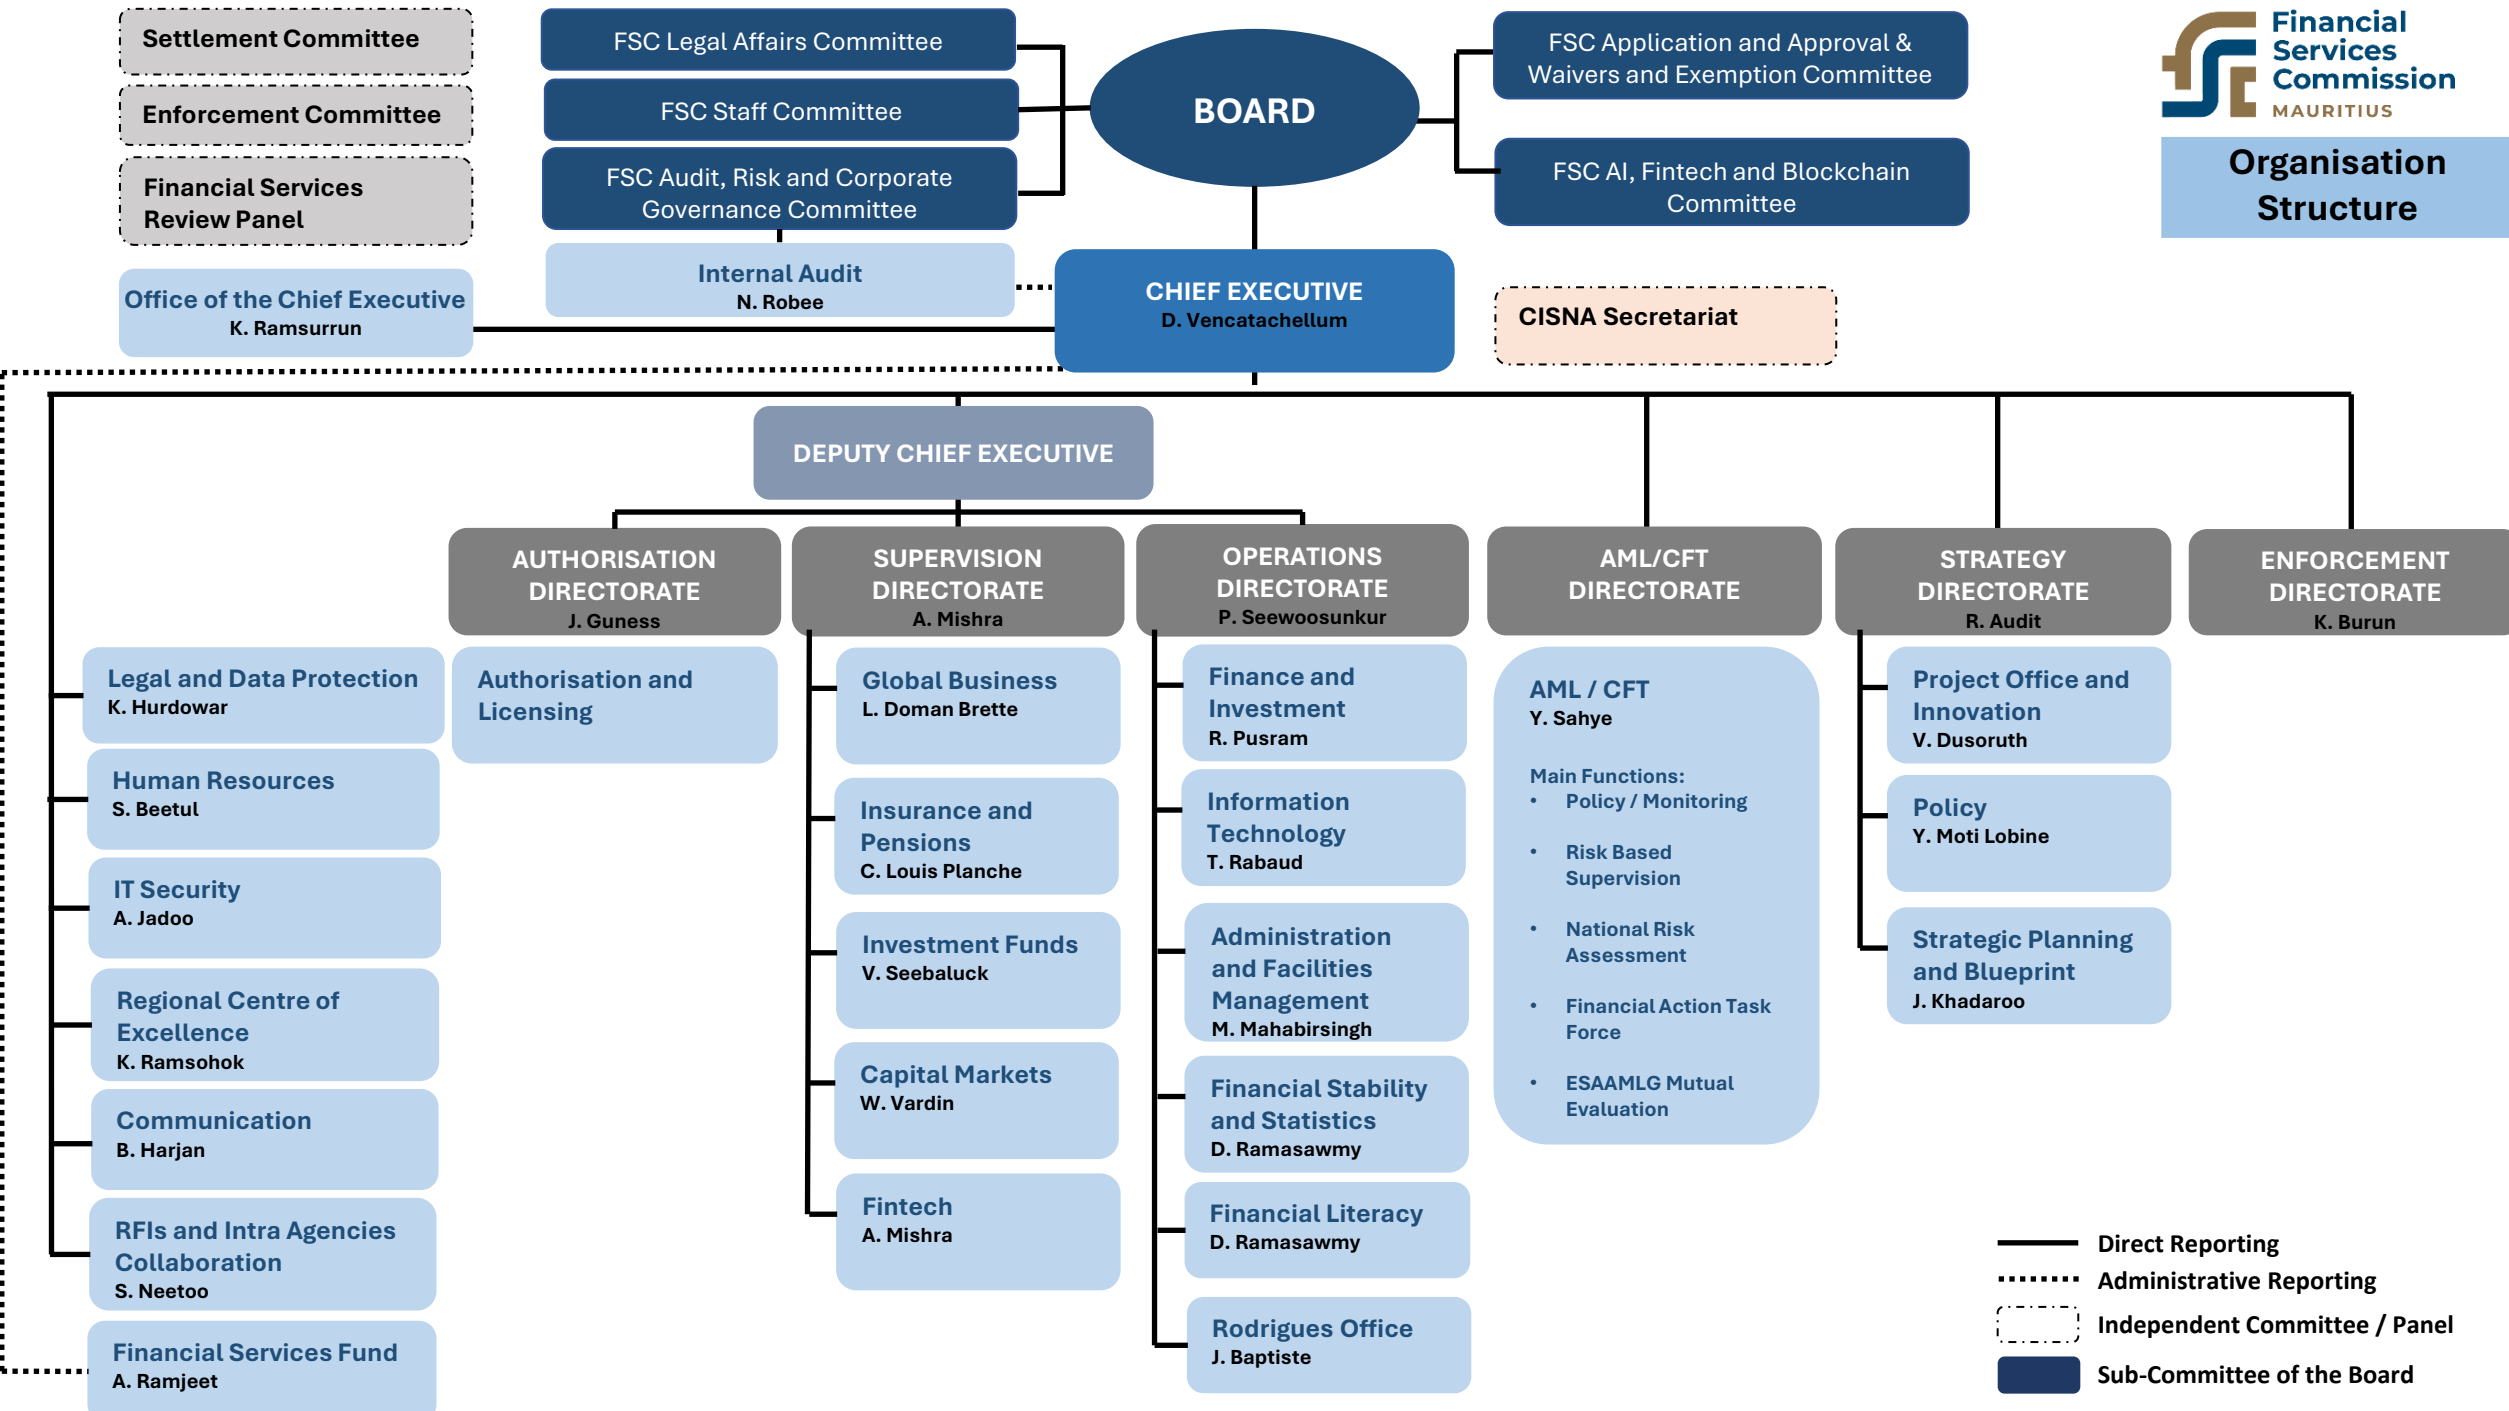 Settlement Committee
Enforcement Committee
Financial Services
Review Panel
FSC Legal Affairs Committee
FSC Staff Committee
FSC Audit, Risk and Corporate
Governance Committee
BOARD
FSC Application and Approval &
Waivers and Exemption Committee
FSC AI, Fintech and Blockchain
Committee
Financial
Services
Commission
MAURITIUS
Organisation
Structure
Office of the Chief Executive
K. Ramsurrun
Internal Audit
N. Robee
CHIEF EXECUTIVE
D. Vencatachellum
CISNA Secretariat
DEPUTY CHIEF EXECUTIVE
AUTHORISATION
DIRECTORATE
J. Guness
SUPERVISION
DIRECTORATE
A. Mishra
OPERATIONS
DIRECTORATE
P. Seewoosunkur
AML/CFT
DIRECTORATE
STRATEGY
DIRECTORATE
R. Audit
ENFORCEMENT
DIRECTORATE
K. Burun
Legal and Data Protection
K. Hurdowar
Human Resources
S. Beetul
IT Security
A. Jadoo
Regional Centre of
Excellence
K. Ramsohok
Communication
B. Harjan
RFIs and Intra Agencies
Collaboration
S. Neetoo
Financial Services Fund
A. Ramjeet
Authorisation and
Licensing
Global Business
L. Doman Brette
Insurance and
Pensions
C. Louis Planche
Investment Funds
V. Seebaluck
Capital Markets
W. Vardin
Fintech
A. Mishra
Finance and
Investment
R. Pusram
Information
Technology
T. Rabaud
Administration
and Facilities
Management
M. Mahabirsingh
Financial Stability
and Statistics
D. Ramasawmy
Financial Literacy
D. Ramasawmy
Rodrigues Office
J. Baptiste
AML / CFT
Y. Sahye
Main Functions:
• Policy / Monitoring
• Risk Based
Supervision
• National Risk
Assessment
• Financial Action Task
Force
• ESAAMLG Mutual
Evaluation
Project Office and
Innovation
V. Dusoruth
Policy
Y. Moti Lobine
Strategic Planning
and Blueprint
J. Khadaroo
Direct Reporting
Administrative Reporting
Independent Committee / Panel
Sub-Committee of the Board